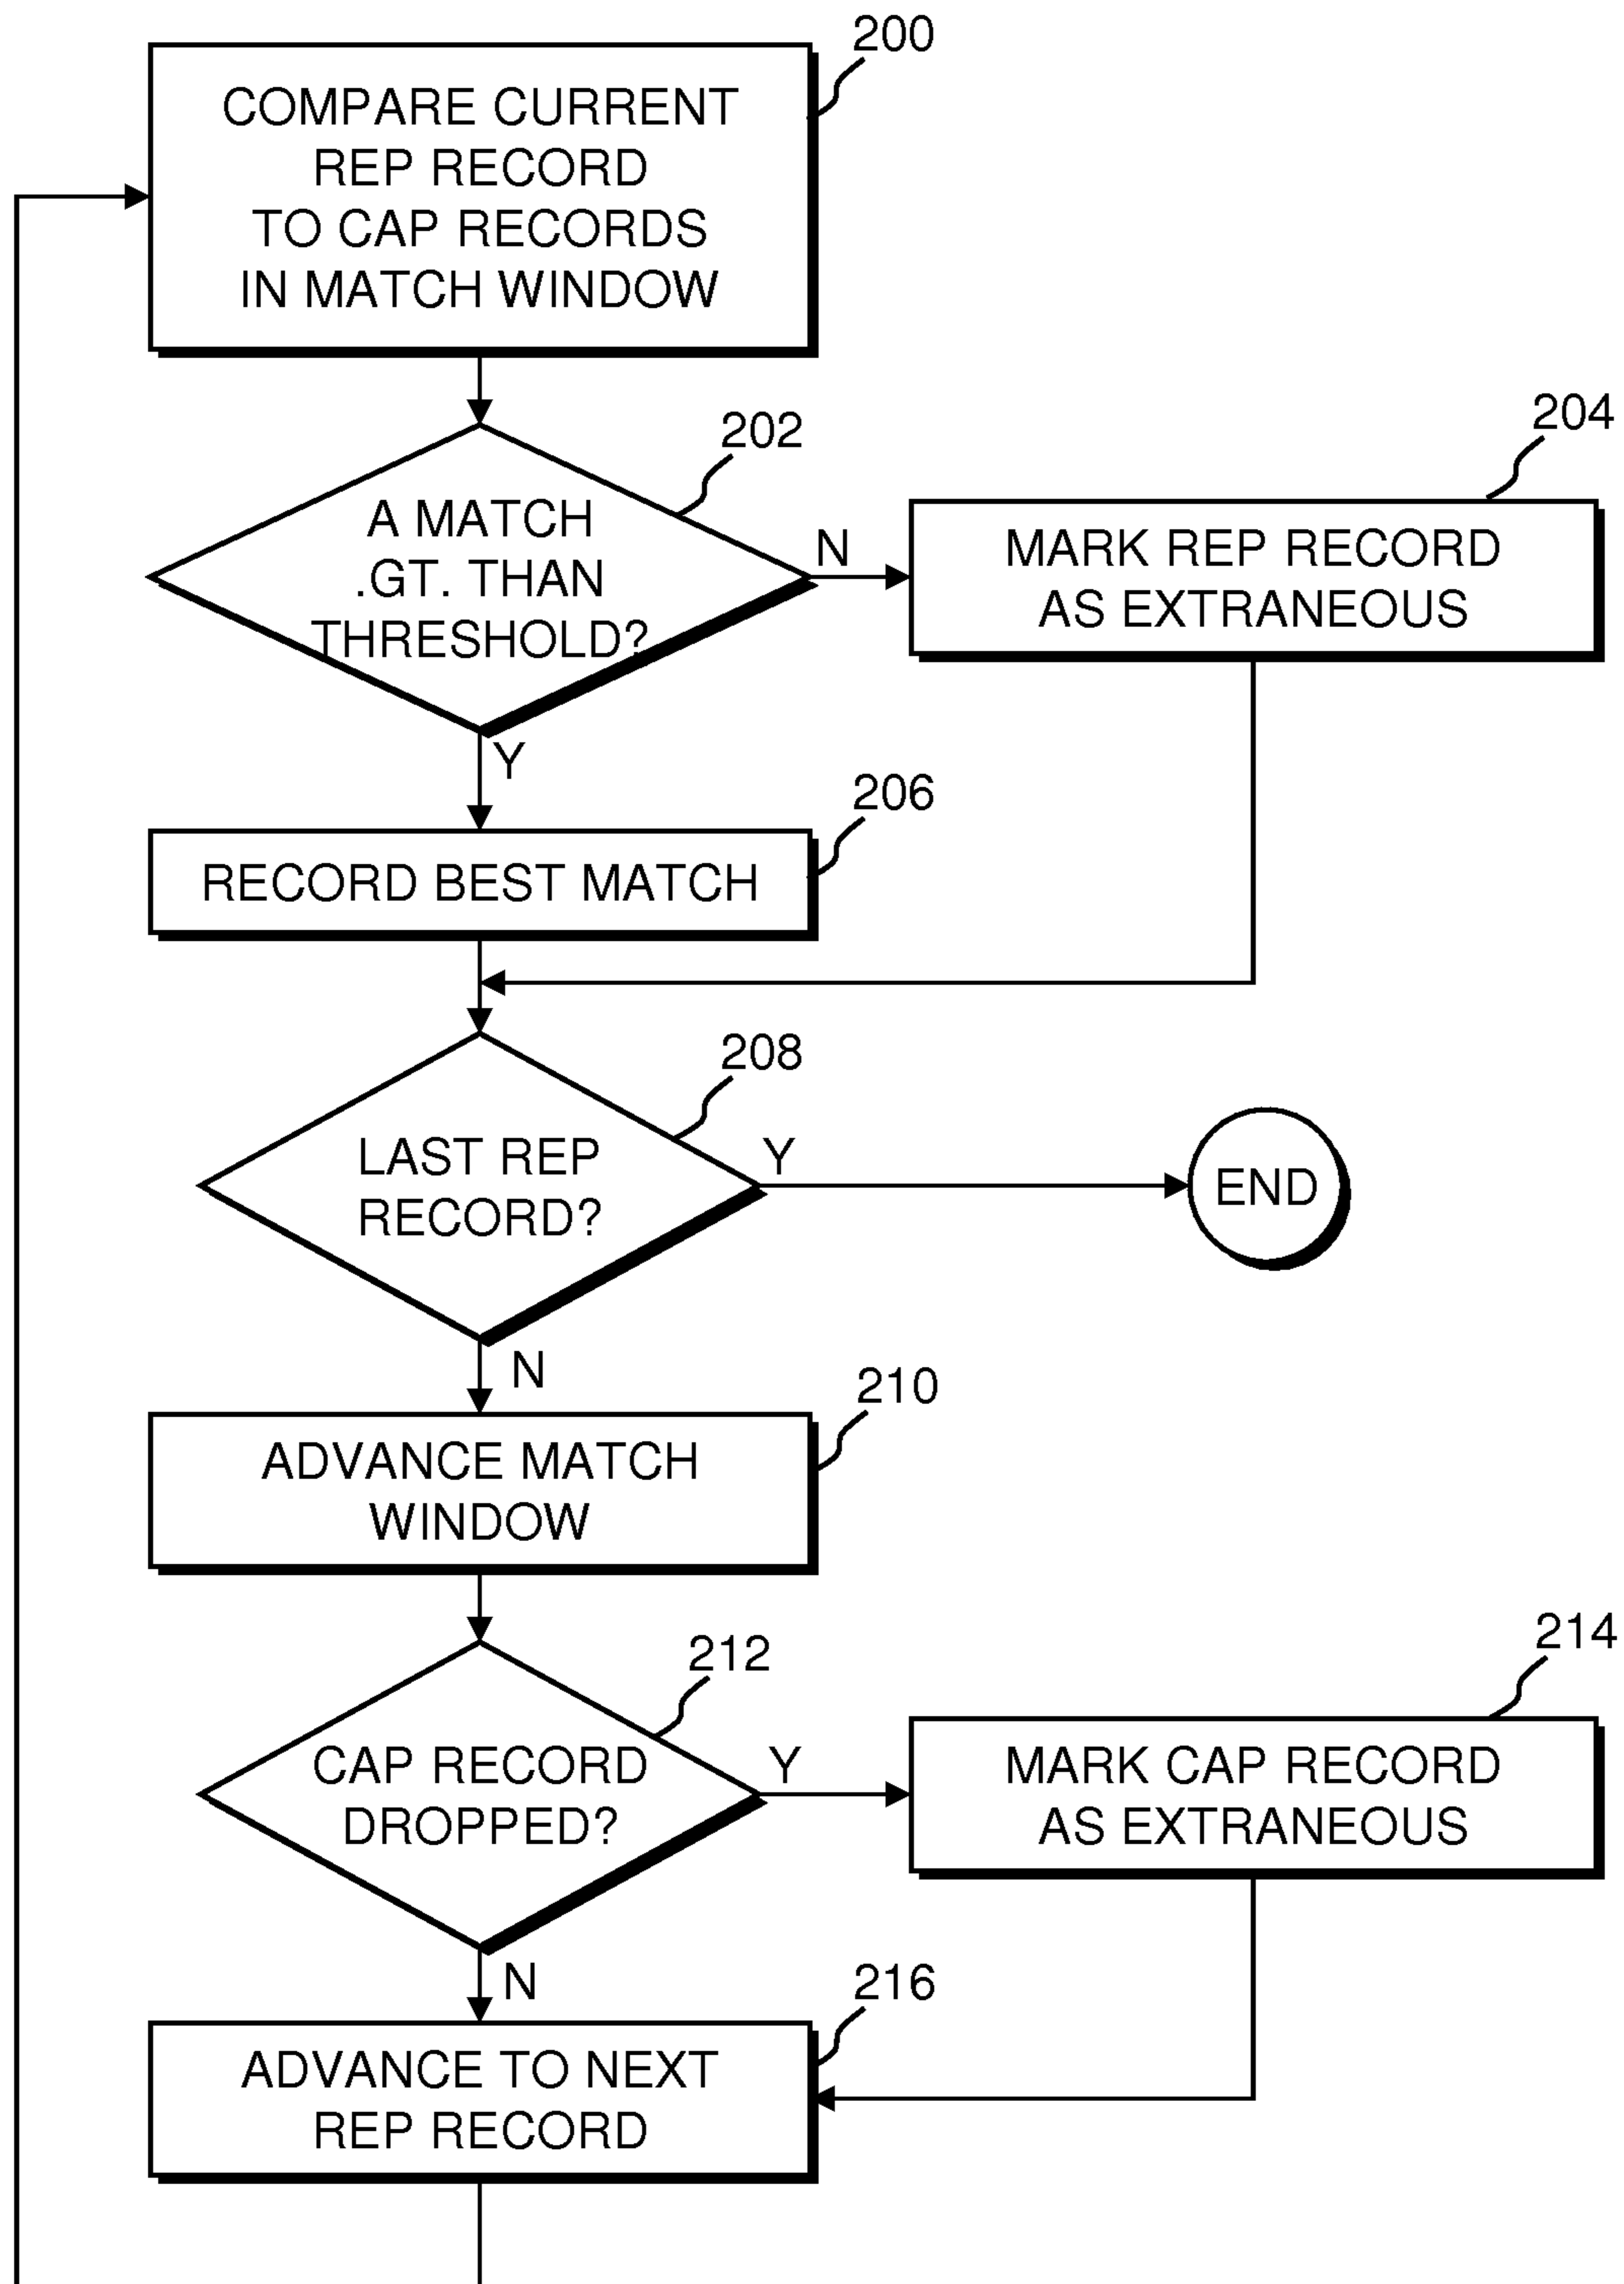 200
COMPARE CURRENT
REP RECORD
TO CAP RECORDS
IN MATCH WINDOW
202
A MATCH
.GT. THAN
THRESHOLD?
N
204
MARK REP RECORD
AS EXTRANEOUS
Y
206
RECORD BEST MATCH
208
LAST REP
RECORD?
Y
END
N
210
ADVANCE MATCH
WINDOW
212
CAP RECORD
DROPPED?
Y
214
MARK CAP RECORD
AS EXTRANEOUS
N
216
ADVANCE TO NEXT
REP RECORD